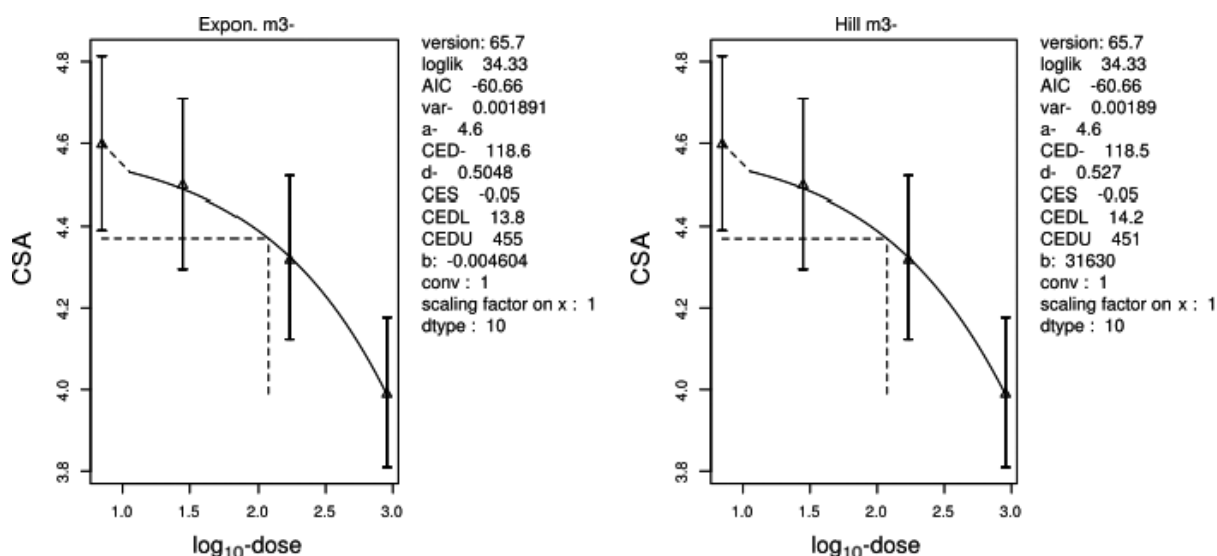 Expon. m3-
CSA
3.8
4.0
4.2
4.4
4.6
4.8
1.0
1.5
2.0
2.5
3.0
log10-dose
version: 65.7
loglik 34.33
AIC -60.66
var- 0.001891
a- 4.6
CED- 118.6
d- 0.5048
CES -0.05
CEDL 13.8
CEDU 455
b: -0.004604
conv : 1
scaling factor on x : 1
dtype : 10
Hill m3-
CSA
3.8
4.0
4.2
4.4
4.6
4.8
1.0
1.5
2.0
2.5
3.0
log10-dose
version: 65.7
loglik 34.33
AIC -60.66
var- 0.00189
a- 4.6
CED- 118.5
d- 0.527
CES -0.05
CEDL 14.2
CEDU 451
b: 31630
conv : 1
scaling factor on x : 1
dtype : 10